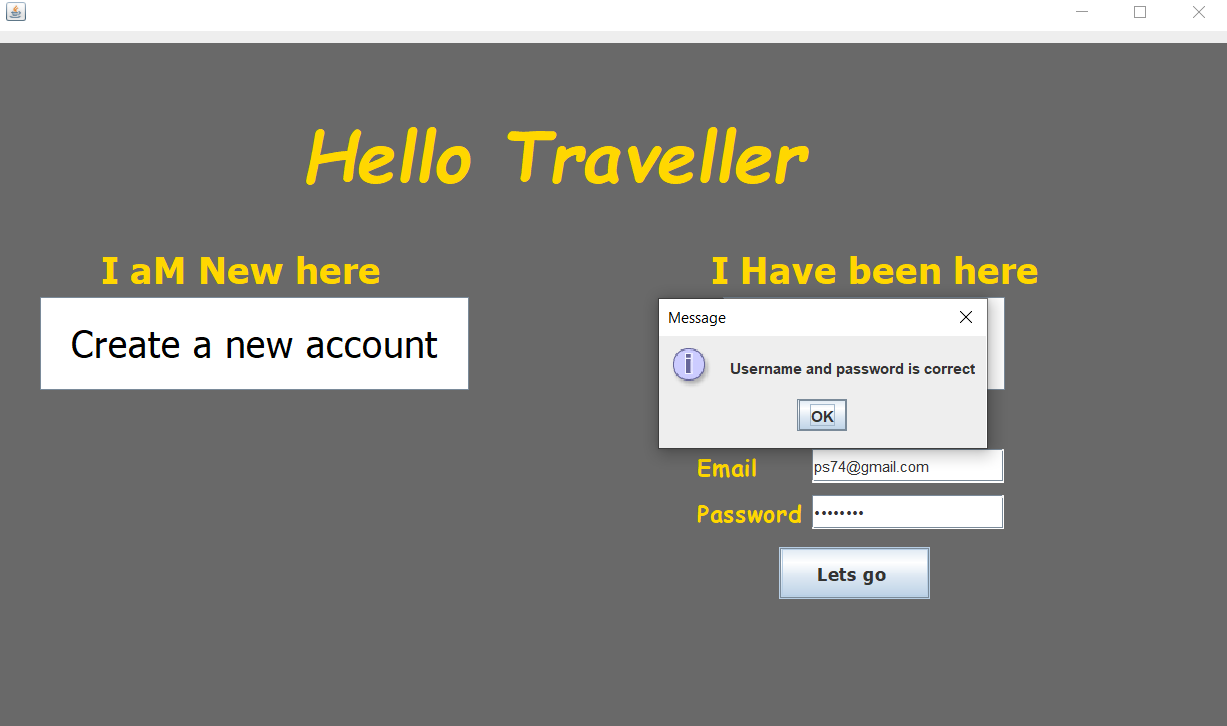 Hello Traveller
I aM New here
Create a new account
I Have been here
Message
Username and password is correct
OK
Email
ps74@gmail.com
Password
••••••••
Lets go